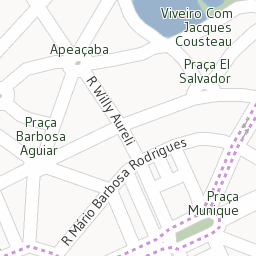 Viveiro Com
Jacques
Cousteau
Apeaçaba
Praça El
Salvador
R Willy Aureli
Praça
Barbosa
Aguiar
R Mário Barbosa Rodrigues
Praça
Munique